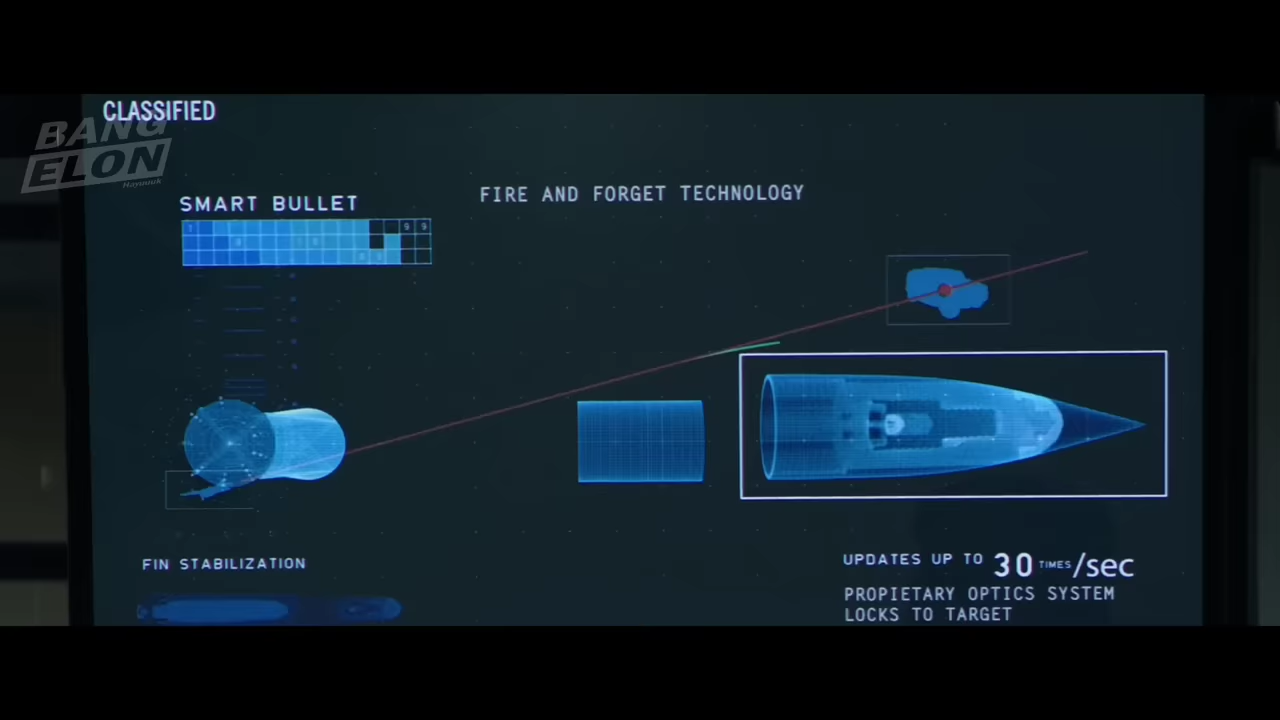 CLASSIFIED
BANG
ELON
Hayuuuk
SMART BULLET
FIRE AND FORGET TECHNOLOGY
FIN STABILIZATION
UPDATES UP TO 30 TIMES/sec
PROPIETARY OPTICS SYSTEM
LOCKS TO TARGET